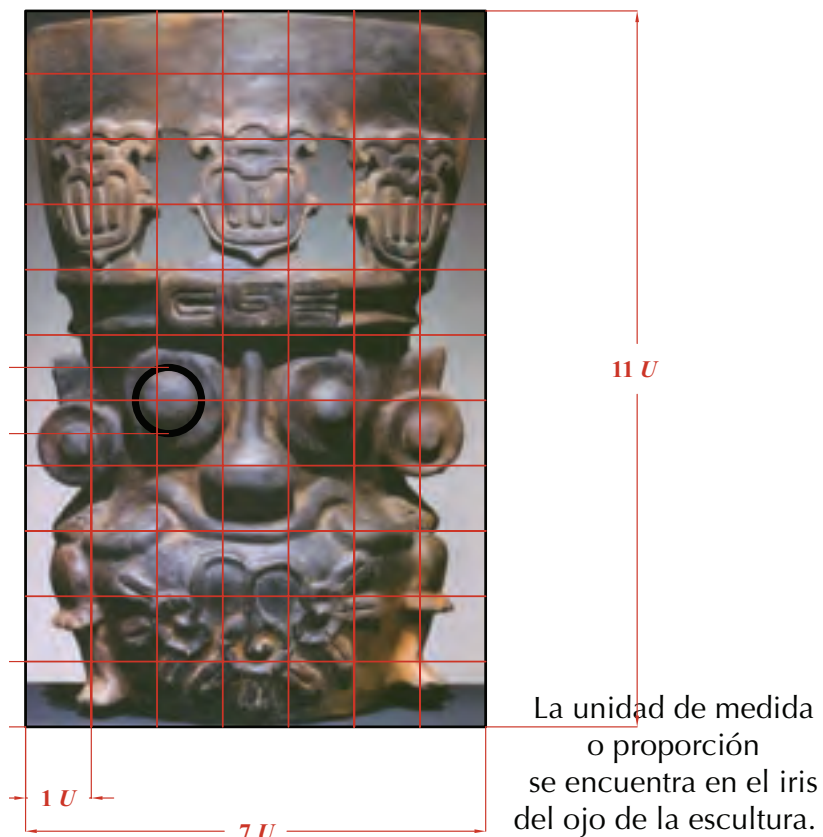 11 U
La unidad de medida
o proporción
se encuentra en el iris
del ojo de la escultura.
1 U
7 U